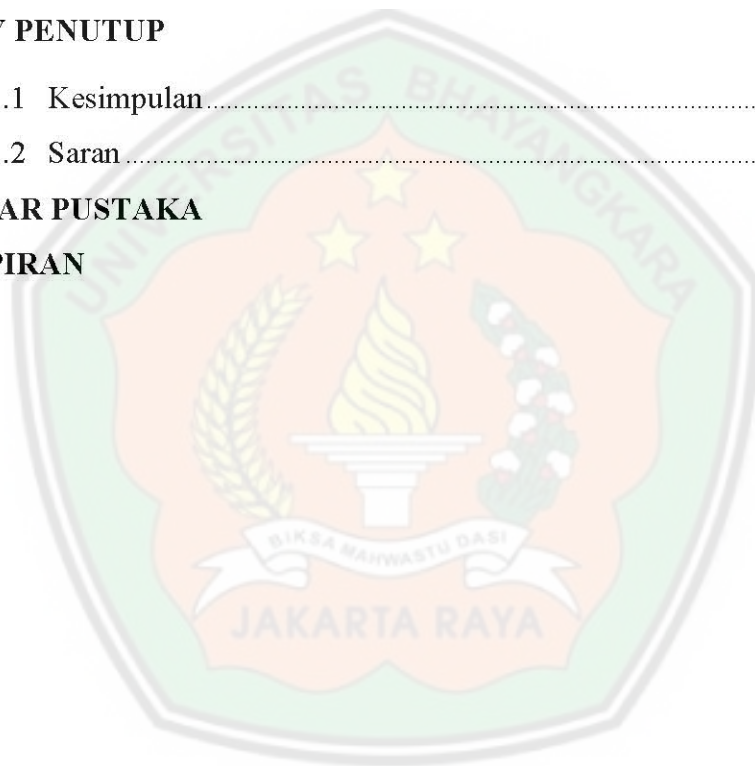 V PENUTUP
.1 Kesimpulan
.2 Saran
AR PUSTAKA
PIRAN
UNIVERSITAS BHAYANGKARA
BIKSA MAHWASTU DASI
JAKARTA RAYA